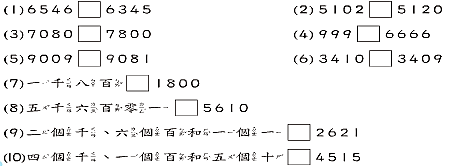 (1) 6546 □ 6345 (2) 5102 □ 5120
(3) 7080 □ 7800 (4) 999 □ 6666
(5) 9009 □ 9081 (6) 3410 □ 3409
(7) 一千八百 □ 1800
(8) 五千六百零一 □ 5610
(9) 二個千、六個百和一個一 □ 2621
(10) 四個千、一個百和五個十 □ 4515